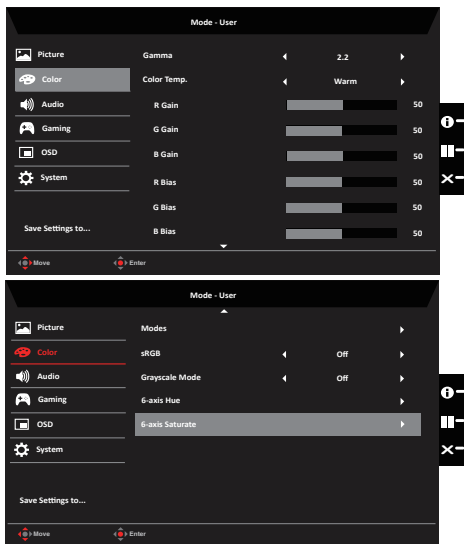 Mode - User
Picture
Gamma 2.2
Color
Color Temp. Warm
Audio
R Gain 50
Gaming
G Gain 50
OSD
B Gain 50
System
R Bias 50
G Bias 50
Save Settings to...
B Bias 50
Move Enter
Mode - User
Picture
Modes
Color
sRGB Off
Audio
Grayscale Mode Off
Gaming
6-axis Hue
OSD
6-axis Saturate
System
Save Settings to...
Move Enter